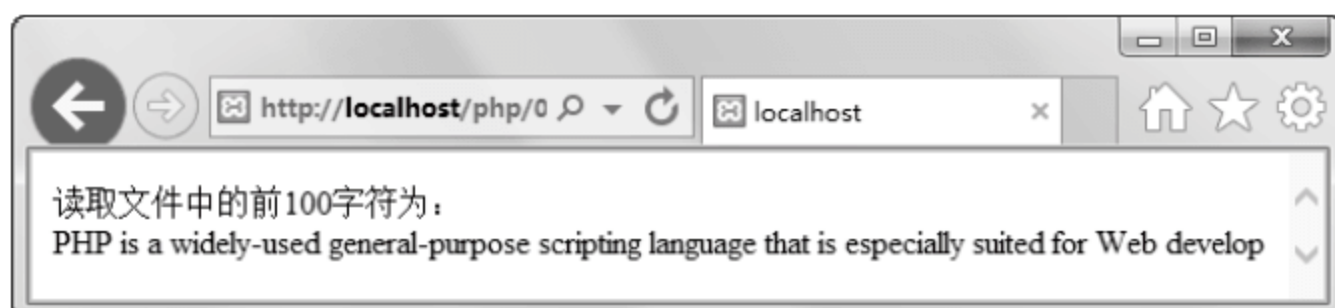 http://localhost/php/0
localhost
读取文件中的前100字符为：
PHP is a widely-used general-purpose scripting language that is especially suited for Web develop